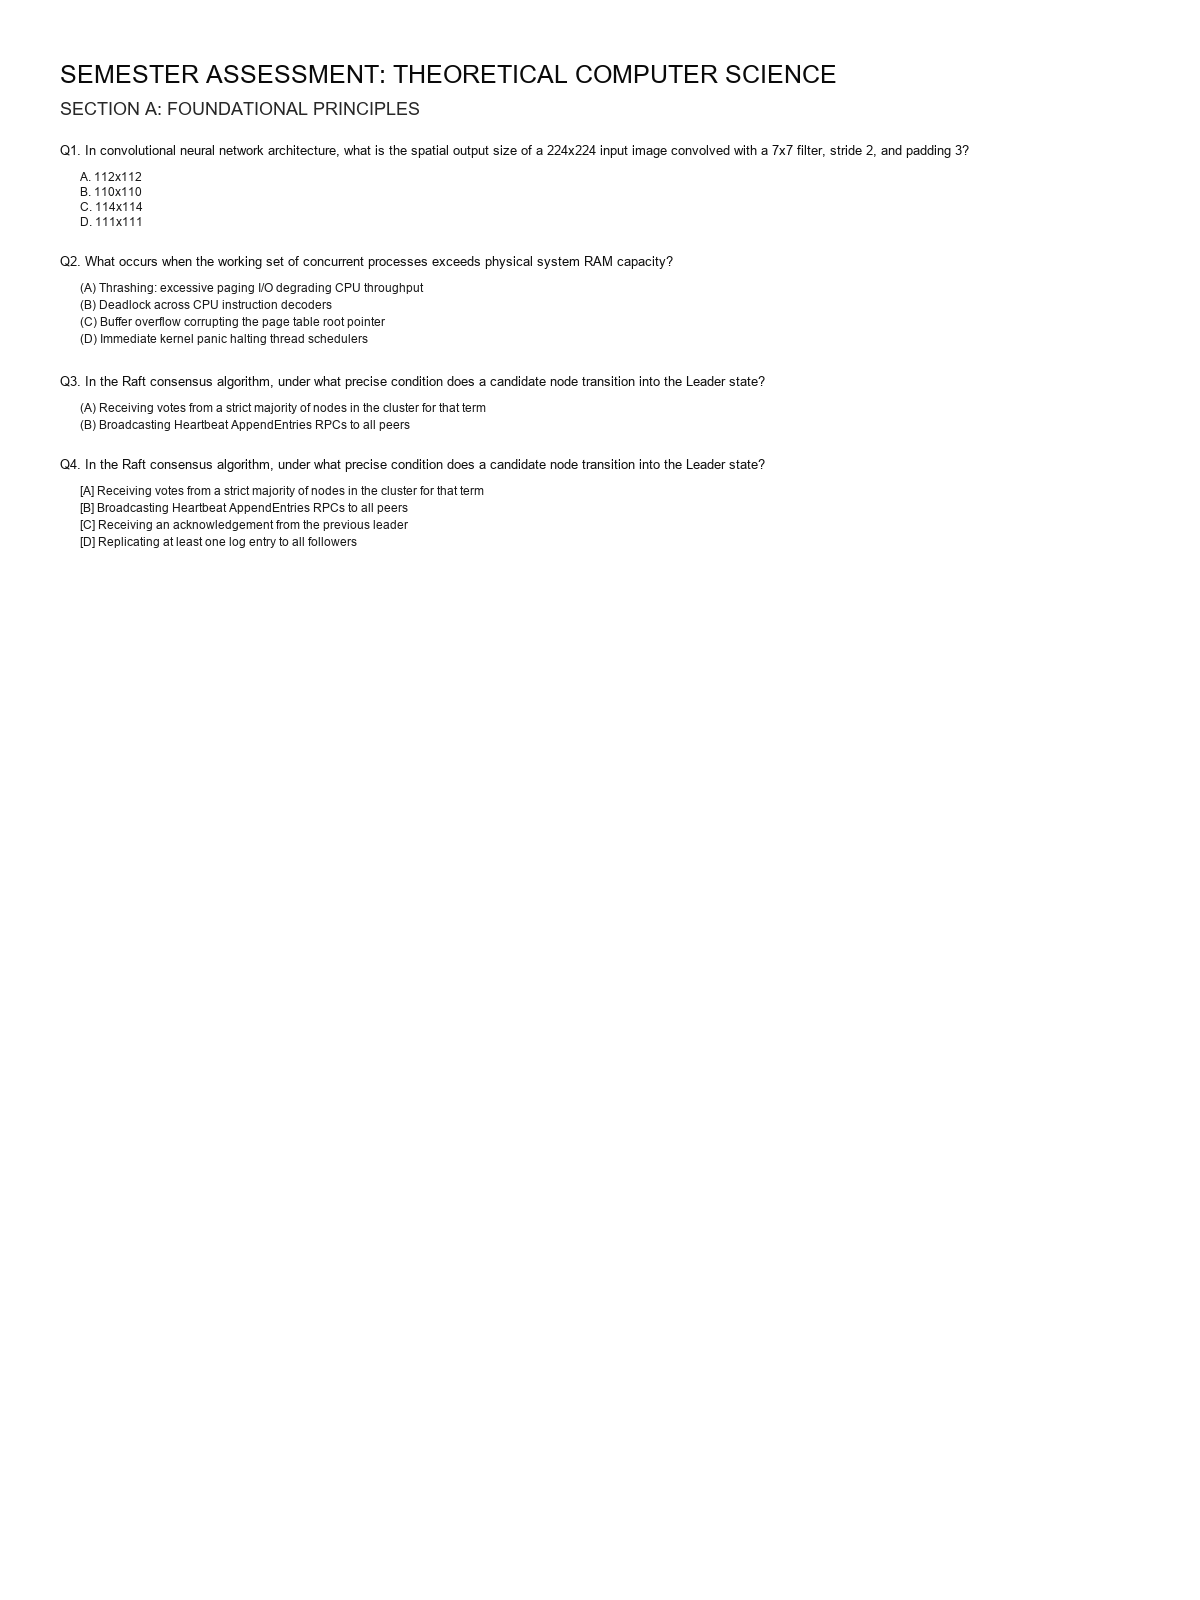 SEMESTER ASSESSMENT: THEORETICAL COMPUTER SCIENCE
SECTION A: FOUNDATIONAL PRINCIPLES
Q1. In convolutional neural network architecture, what is the spatial output size of a 224x224 input image convolved with a 7x7 filter, stride 2, and padding 3?
A. 112x112
B. 110x110
C. 114x114
D. 111x111
Q2. What occurs when the working set of concurrent processes exceeds physical system RAM capacity?
(A) Thrashing: excessive paging I/O degrading CPU throughput
(B) Deadlock across CPU instruction decoders
(C) Buffer overflow corrupting the page table root pointer
(D) Immediate kernel panic halting thread schedulers
Q3. In the Raft consensus algorithm, under what precise condition does a candidate node transition into the Leader state?
(A) Receiving votes from a strict majority of nodes in the cluster for that term
(B) Broadcasting Heartbeat AppendEntries RPCs to all peers
Q4. In the Raft consensus algorithm, under what precise condition does a candidate node transition into the Leader state?
[A] Receiving votes from a strict majority of nodes in the cluster for that term
[B] Broadcasting Heartbeat AppendEntries RPCs to all peers
[C] Receiving an acknowledgement from the previous leader
[D] Replicating at least one log entry to all followers